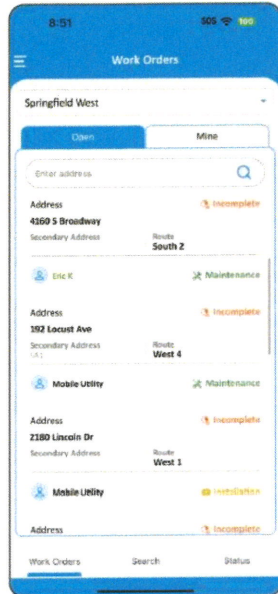 8:51 SOS 100
Work Orders
Springfield West
Open Mine
Enter address
Address Incomplete
4160 S Broadway
Secondary Address Route
South 2
Eric K Maintenance
Address Incomplete
192 Locust Ave
Secondary Address Route
West 4
Mobile Utility Maintenance
Address Incomplete
2180 Lincoln Dr
Secondary Address Route
West 1
Mobile Utility Installation
Address Incomplete
Work Orders Search Status